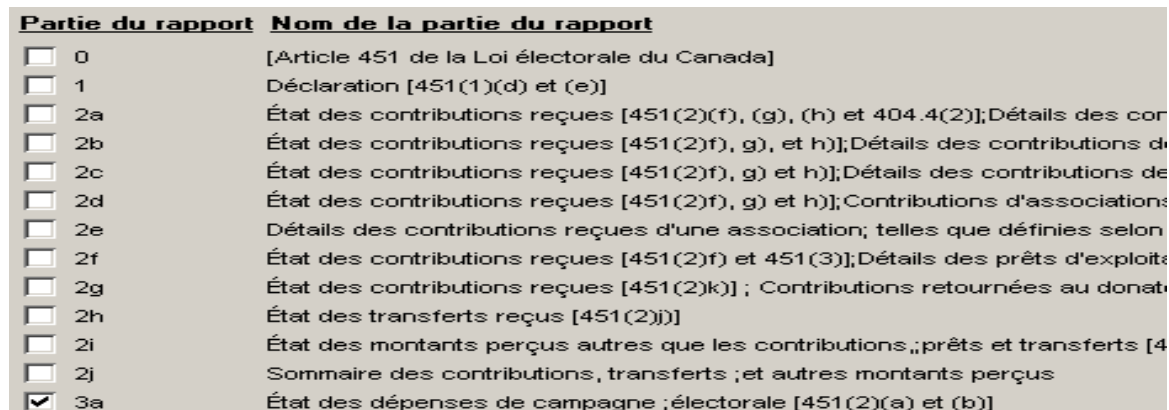 Partie du rapport Nom de la partie du rapport
0 [Article 451 de la Loi électorale du Canada]
1 Déclaration [451(1)(d) et (e)]
2a État des contributions reçues [451(2)(f), (g), (h) et 404.4(2)];Détails des
2b État des contributions reçues [451(2)f), g), et h)];Détails des contributions
2c État des contributions reçues [451(2)f), g) et h)];Détails des contributions de
2d État des contributions reçues [451(2)f), g) et h)];Contributions d'associations
2e Détails des contributions reçues d'une association; telles que définies selon
2f État des contributions reçues [451(2)f) et 451(3)];Détails des prêts
2g État des contributions reçues [451(2)k)] ; Contributions retournées au
2h État des transferts reçus [451(2)j)]
2i État des montants perçus autres que les contributions,;prêts et transferts
2j Sommaire des contributions, transferts ;et autres montants perçus
3a État des dépenses de campagne ;électorale [451(2)(a) et (b)]